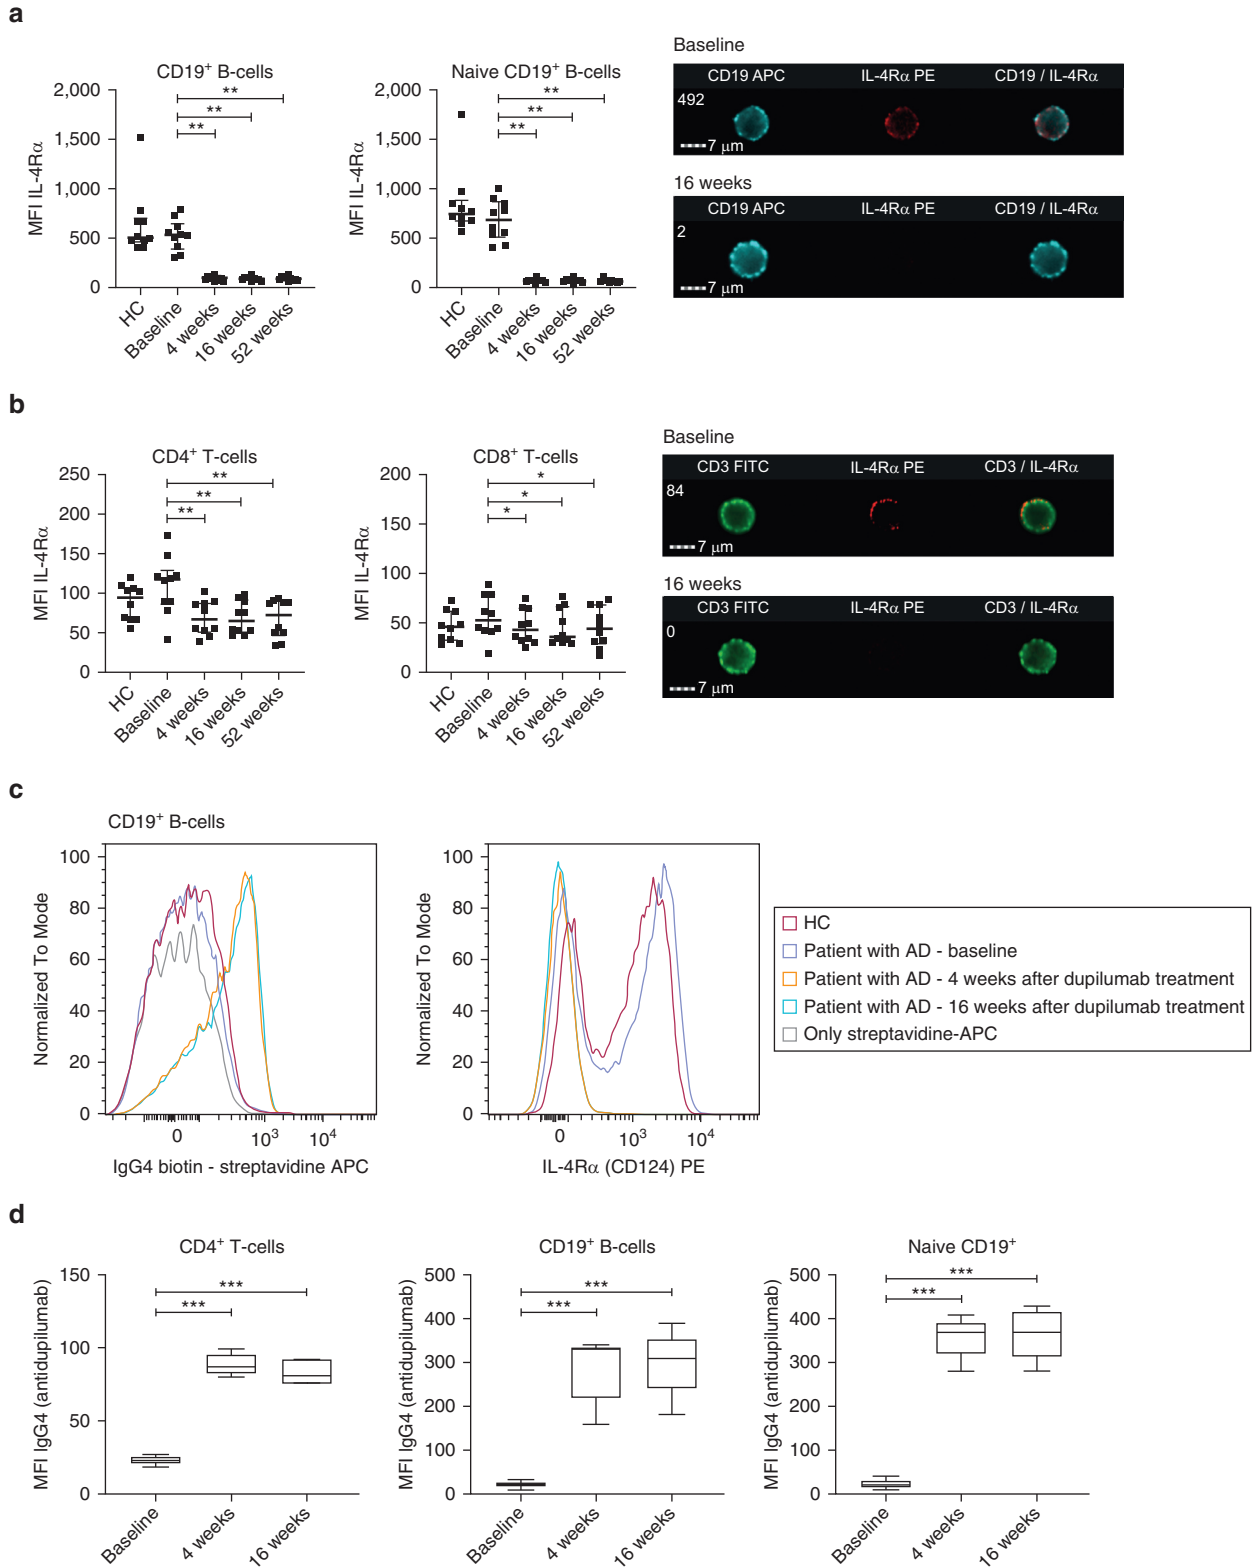 a
CD19+ B-cells
2,000
1,500
1,000
500
0
MFI IL-4Rα
**
**
**
HC
Baseline
4 weeks
16 weeks
52 weeks
Naive CD19+ B-cells
2,000
1,500
1,000
500
0
MFI IL-4Rα
**
**
**
HC
Baseline
4 weeks
16 weeks
52 weeks
Baseline
CD19 APC IL-4Rα PE CD19 / IL-4Rα
492
7 μm
16 weeks
CD19 APC IL-4Rα PE CD19 / IL-4Rα
2
7 μm
b
CD4+ T-cells
250
200
150
100
50
0
MFI IL-4Rα
**
**
**
HC
Baseline
4 weeks
16 weeks
52 weeks
CD8+ T-cells
200
150
100
50
0
MFI IL-4Rα
*
*
*
HC
Baseline
4 weeks
16 weeks
52 weeks
Baseline
CD3 FITC IL-4Rα PE CD3 / IL-4Rα
84
7 μm
16 weeks
CD3 FITC IL-4Rα PE CD3 / IL-4Rα
0
7 μm
c
CD19+ B-cells
100
80
60
40
20
0
Normalized To Mode
0 10³ 10⁴
IgG4 biotin - streptavidine APC
100
80
60
40
20
0
Normalized To Mode
0 10³ 10⁴
IL-4Rα (CD124) PE
HC
Patient with AD - baseline
Patient with AD - 4 weeks after dupilumab treatment
Patient with AD - 16 weeks after dupilumab treatment
Only streptavidine-APC
d
CD4+ T-cells
150
100
50
0
MFI IgG4 (antidupilumab)
***
***
Baseline
4 weeks
16 weeks
CD19+ B-cells
500
400
300
200
100
0
MFI IgG4 (antidupilumab)
***
***
Baseline
4 weeks
16 weeks
Naive CD19+
500
400
300
200
100
0
MFI IgG4 (antidupilumab)
***
***
Baseline
4 weeks
16 weeks